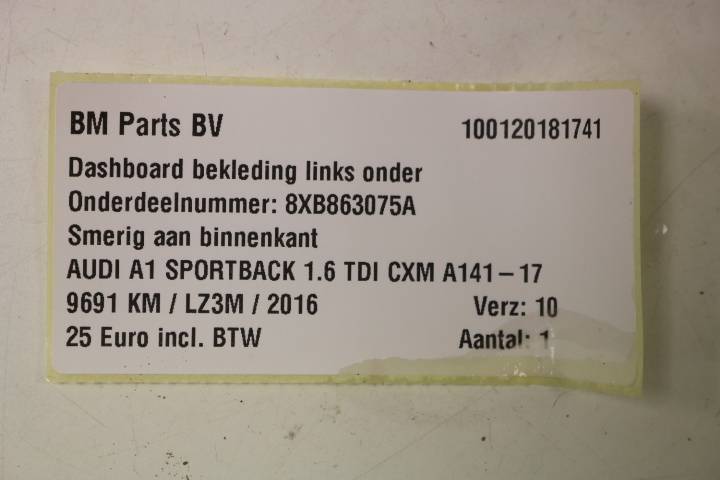 BM Parts BV 100120181741
Dashboard bekleding links onder
Onderdeelnummer: 8XB863075A
Smerig aan binnenkant
AUDI A1 SPORTBACK 1.6 TDI CXM A141-17
9691 KM / LZ3M / 2016 Verz: 10
25 Euro incl. BTW Aantal: 1